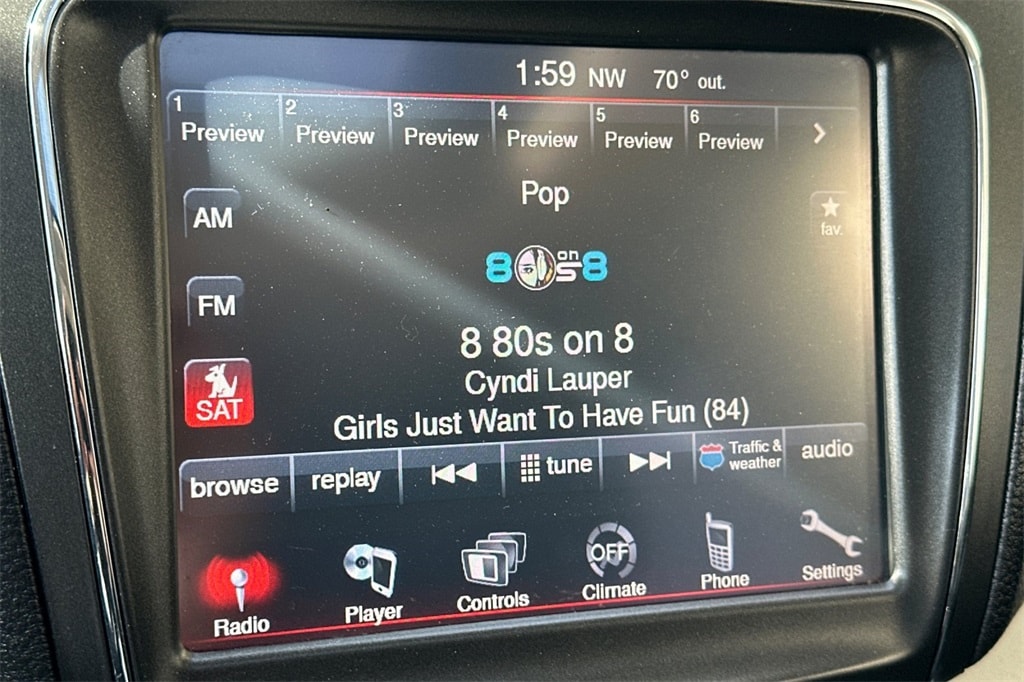 1:59 NW 70° out.
1 Preview 2 Preview 3 Preview 4 Preview 5 Preview 6 Preview
Pop
AM
fav.
80s on 8
FM
8 80s on 8
Cyndi Lauper
SAT
Girls Just Want To Have Fun (84)
browse replay tune Traffic & weather audio
OFF
Radio Player Controls Climate Phone Settings